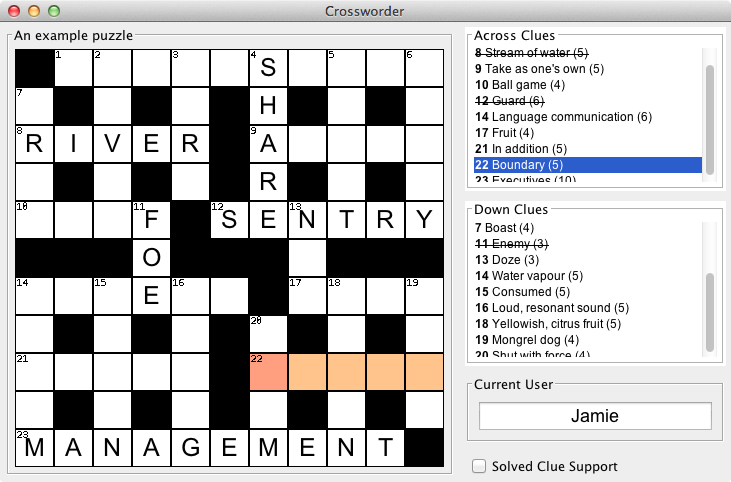 Crossworder
An example puzzle
1 2 3 4 5 6
S
7
H
8 9
R I V E R A
R
10 11 12 13
F S E N T R Y
O
14 15 16 17 18 19
E
20
21 22
23
M A N A G E M E N T
Across Clues
8 Stream of water (5)
9 Take as one's own (5)
10 Ball game (4)
12 Guard (6)
14 Language communication (6)
17 Fruit (4)
21 In addition (5)
22 Boundary (5)
23 Executives (10)
Down Clues
7 Boast (4)
11 Enemy (3)
13 Doze (3)
14 Water vapour (5)
15 Consumed (5)
16 Loud, resonant sound (5)
18 Yellowish, citrus fruit (5)
19 Mongrel dog (4)
20 Shut with force (4)
Current User
Jamie
Solved Clue Support